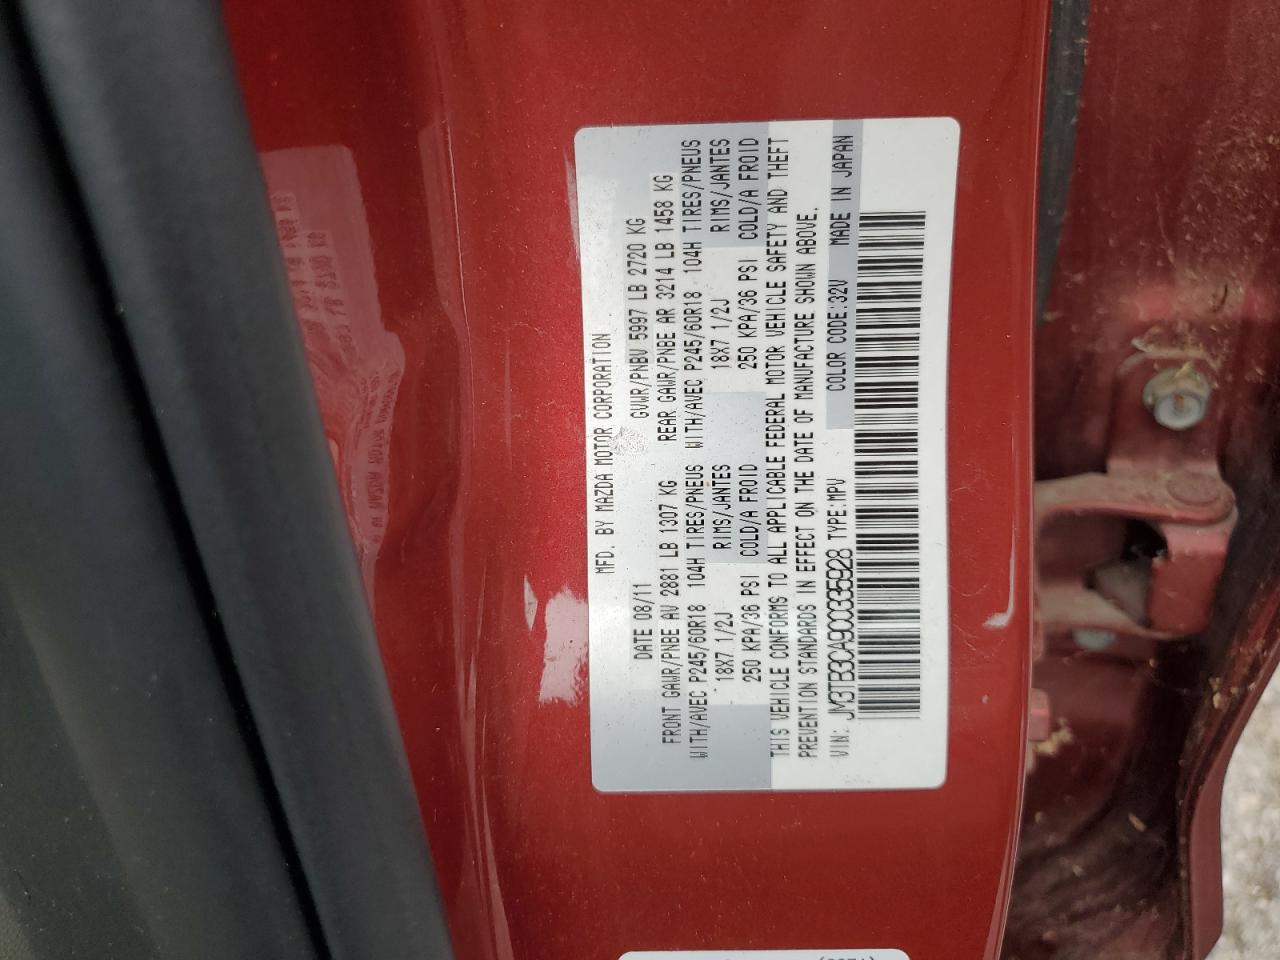 MFD. BY MAZDA MOTOR CORPORATION
DATE 08/11 GVWR/PNBV 5997 LB 2720 KG
FRONT GAWR/PNBE AV 2881 LB 1307 KG REAR GAWR/PNBE AR 3214 LB 1458 KG
WITH/AVEC P245/60R18 104H TIRES/PNEUS WITH/AVEC P245/60R18 104H TIRES/PNEUS
18X7 1/2J RIMS/JANTES 18X7 1/2J RIMS/JANTES
250 KPA/36 PSI COLD/A FROID 250 KPA/36 PSI COLD/A FROID
THIS VEHICLE CONFORMS TO ALL APPLICABLE FEDERAL MOTOR VEHICLE SAFETY AND THEFT
PREVENTION STANDARDS IN EFFECT ON THE DATE OF MANUFACTURE SHOWN ABOVE.
VIN: JM3TB3CA9C0335928 TYPE:MPV COLOR CODE:32V MADE IN JAPAN